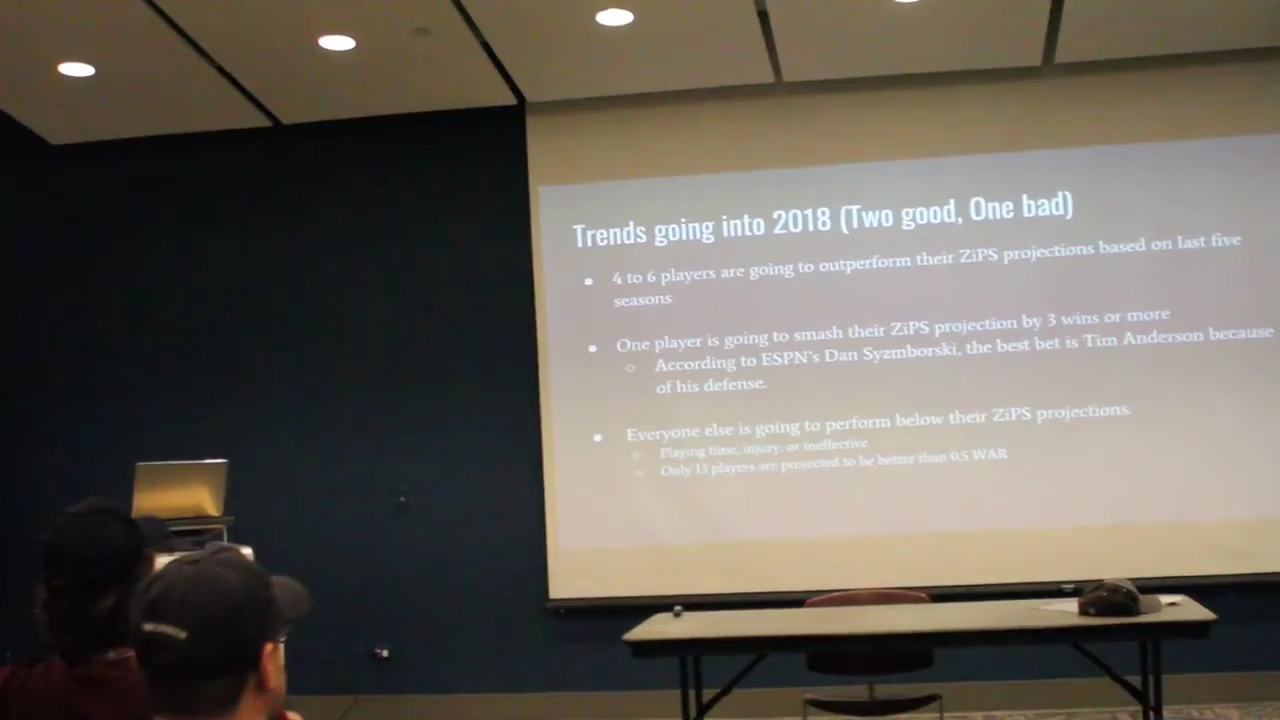 Trends going into 2018 (Two good, One bad)
4 to 6 players are going to outperform their ZiPS projections based on last five
seasons
One player is going to smash their ZiPS projection by 3 wins or more
According to ESPN's Dan Syzmborski, the best bet is Tim Anderson because
of his defense.
Everyone else is going to perform below their ZiPS projections.
Playing time, injury, or ineffective
Only 13 players are projected to be better than 0.5 WAR